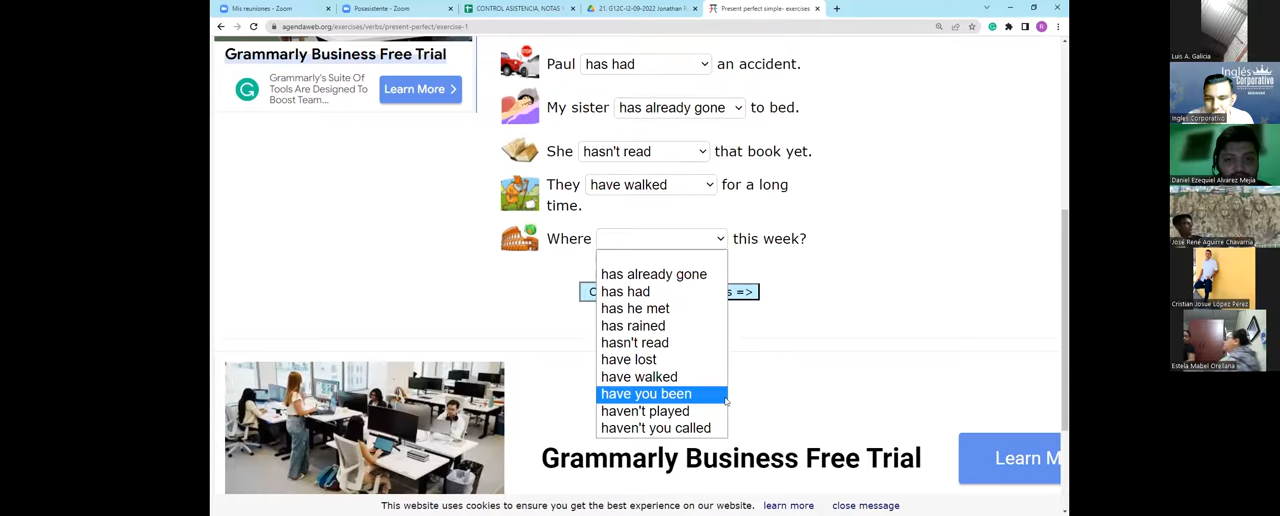 Mis reuniones - Zoom
Posasistente - Zoom
CONTROL ASISTENCIA, NOTAS
21. G12C-I2-09-2022 Jonathan
Present perfect simple- exercises
agendaweb.org/exercises/verbs/present-perfect/exercise-1
Grammarly Business Free Trial
Grammarly's Suite Of
Tools Are Designed To
Boost Team...
Learn More >
Paul has had an accident.
My sister has already gone to bed.
She hasn't read that book yet.
They have walked for a long
time.
Where this week?
has already gone
has had
has he met
has rained
hasn't read
have lost
have walked
have you been
haven't played
haven't you called
C s =>
Grammarly Business Free Trial
Learn M
This website uses cookies to ensure you get the best experience on our website. learn more close message
Luis A. Galicia
Inglés
Corporativo
BEGINNER
Inglés Corporativo
Daniel Ezequiel Alvarez Mejia
José René Aguirre Chavarria
Cristian Josue López Pérez
Estela Mabel Orellana